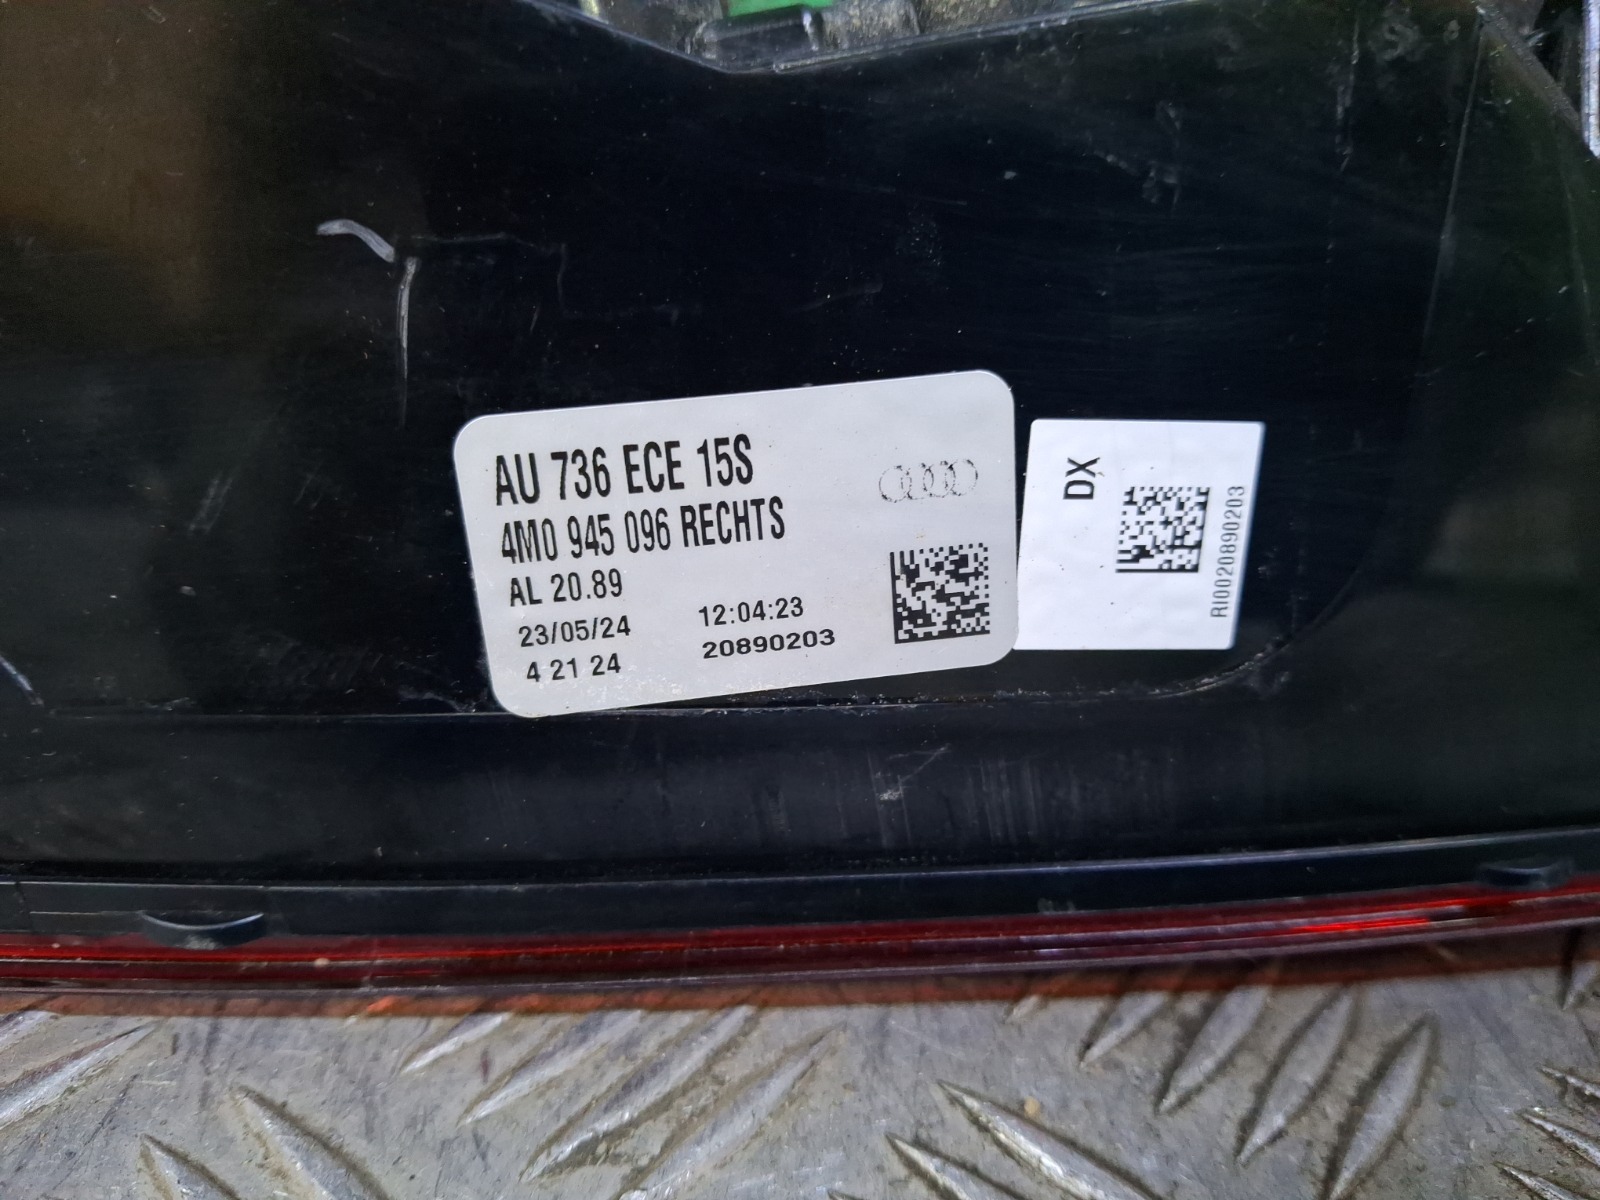 AU 736 ECE 15S
4M0 945 096 RECHTS
AL 20.89
23/05/24 12:04:23
4 21 24 20890203
DX
RI0020890203